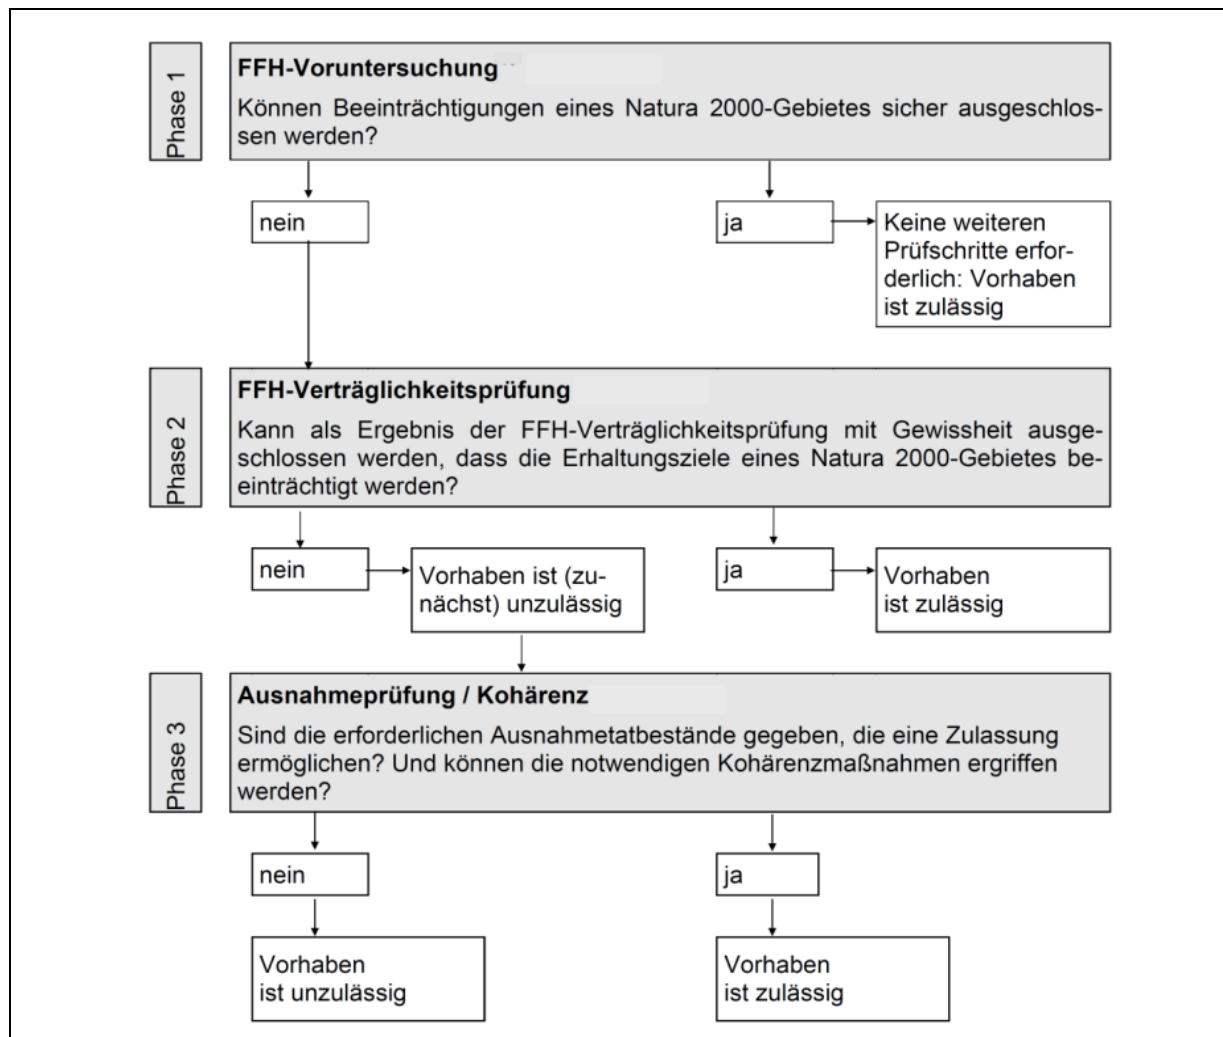 Phase 1
FFH-Voruntersuchung
Können Beeinträchtigungen eines Natura 2000-Gebietes sicher ausgeschlos-
sen werden?
nein
ja
Keine weiteren
Prüfschritte erfor-
derlich: Vorhaben
ist zulässig
Phase 2
FFH-Verträglichkeitsprüfung
Kann als Ergebnis der FFH-Verträglichkeitsprüfung mit Gewissheit ausge-
schlossen werden, dass die Erhaltungsziele eines Natura 2000-Gebietes be-
einträchtigt werden?
nein
Vorhaben ist (zu-
nächst) unzulässig
ja
Vorhaben
ist zulässig
Phase 3
Ausnahmeprüfung / Kohärenz
Sind die erforderlichen Ausnahmetatbestände gegeben, die eine Zulassung
ermöglichen? Und können die notwendigen Kohärenzmaßnahmen ergriffen
werden?
nein
ja
Vorhaben
ist unzulässig
Vorhaben
ist zulässig